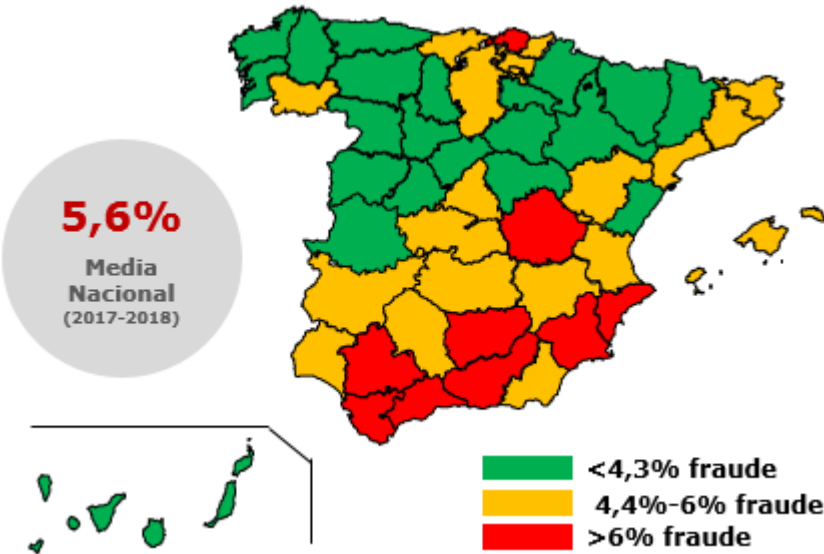 5,6%
Media
Nacional
(2017-2018)
<4,3% fraude
4,4%-6% fraude
>6% fraude